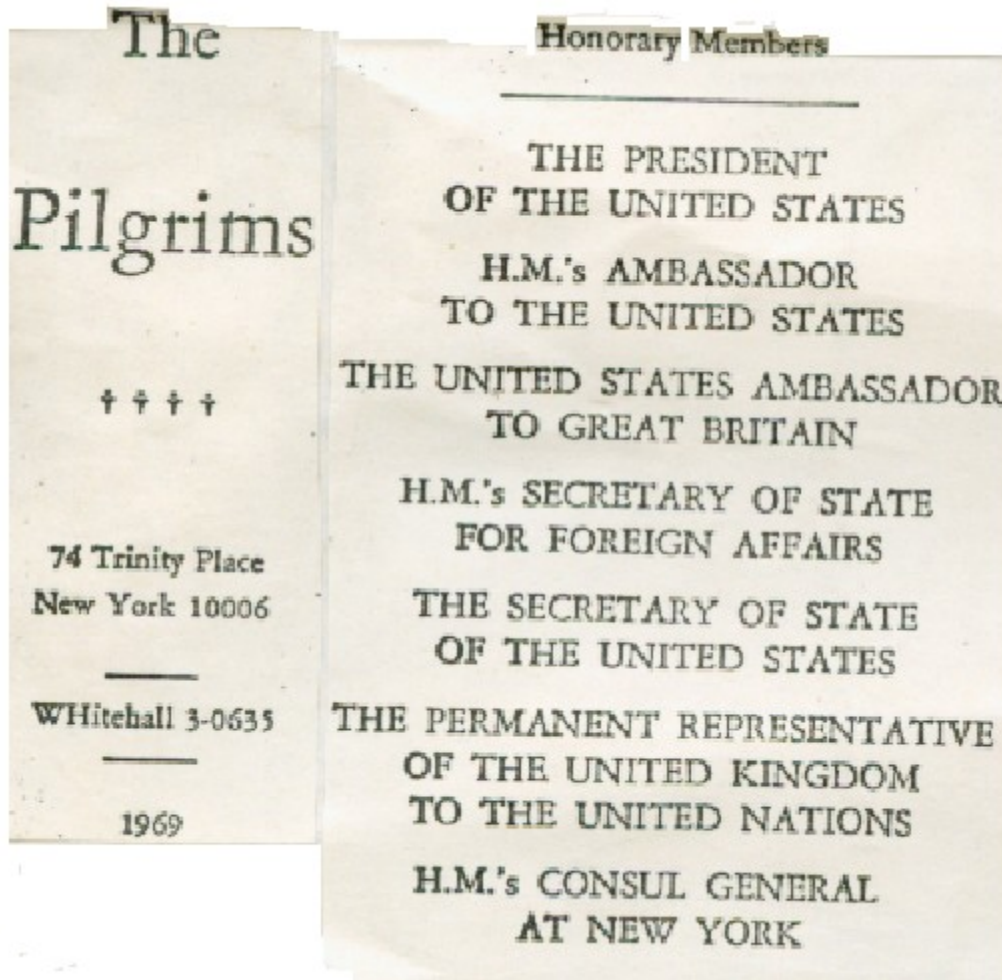 The
Pilgrims
† † † †
74 Trinity Place
New York 10006
WHitehall 3-0635
1969
Honorary Members
THE PRESIDENT
OF THE UNITED STATES
H.M.'s AMBASSADOR
TO THE UNITED STATES
THE UNITED STATES AMBASSADOR
TO GREAT BRITAIN
H.M.'s SECRETARY OF STATE
FOR FOREIGN AFFAIRS
THE SECRETARY OF STATE
OF THE UNITED STATES
THE PERMANENT REPRESENTATIVE
OF THE UNITED KINGDOM
TO THE UNITED NATIONS
H.M.'s CONSUL GENERAL
AT NEW YORK